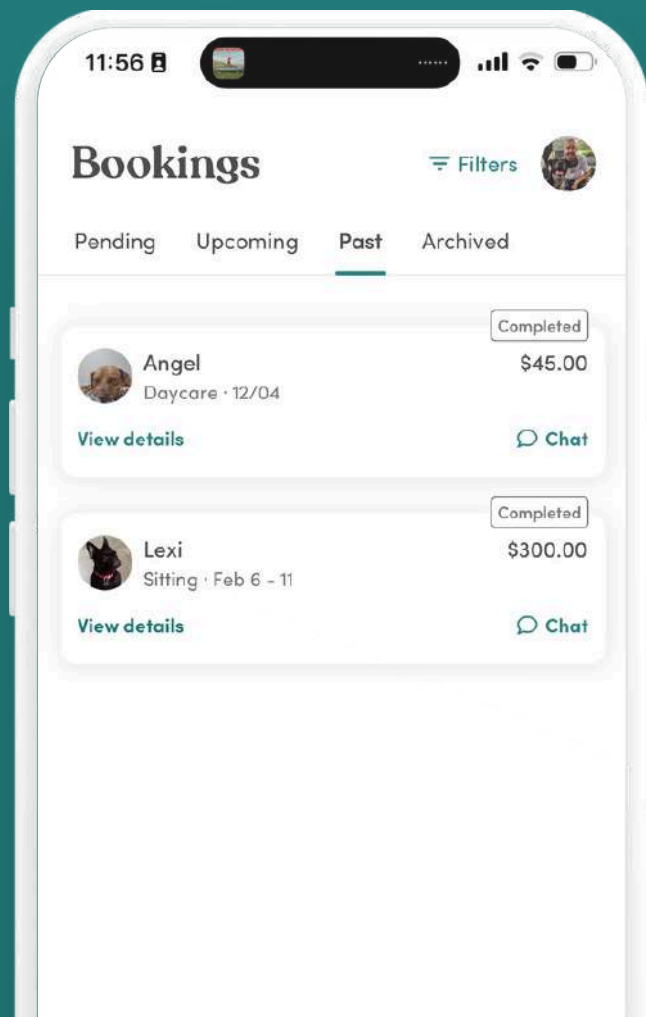 11:56
Bookings
Filters
Pending Upcoming Past Archived
Completed
Angel $45.00
Daycare · 12/04
View details Chat
Completed
Lexi $300.00
Sitting · Feb 6 - 11
View details Chat